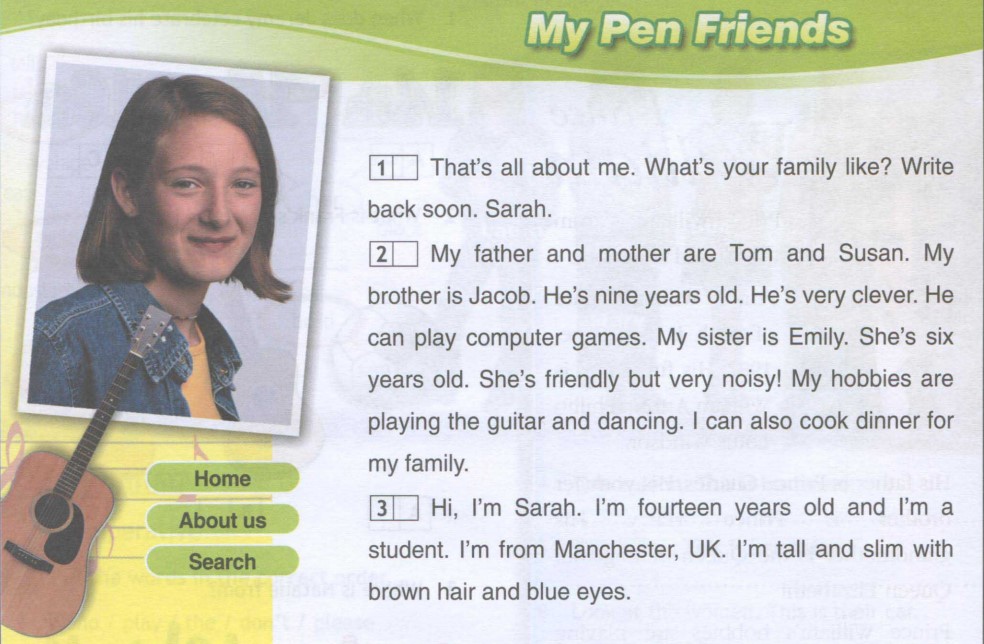 My Pen Friends
1 That's all about me. What's your family like? Write
back soon. Sarah.
2 My father and mother are Tom and Susan. My
brother is Jacob. He's nine years old. He's very clever. He
can play computer games. My sister is Emily. She's six
years old. She's friendly but very noisy! My hobbies are
playing the guitar and dancing. I can also cook dinner for
my family.
3 Hi, I'm Sarah. I'm fourteen years old and I'm a
student. I'm from Manchester, UK. I'm tall and slim with
brown hair and blue eyes.
Home
About us
Search